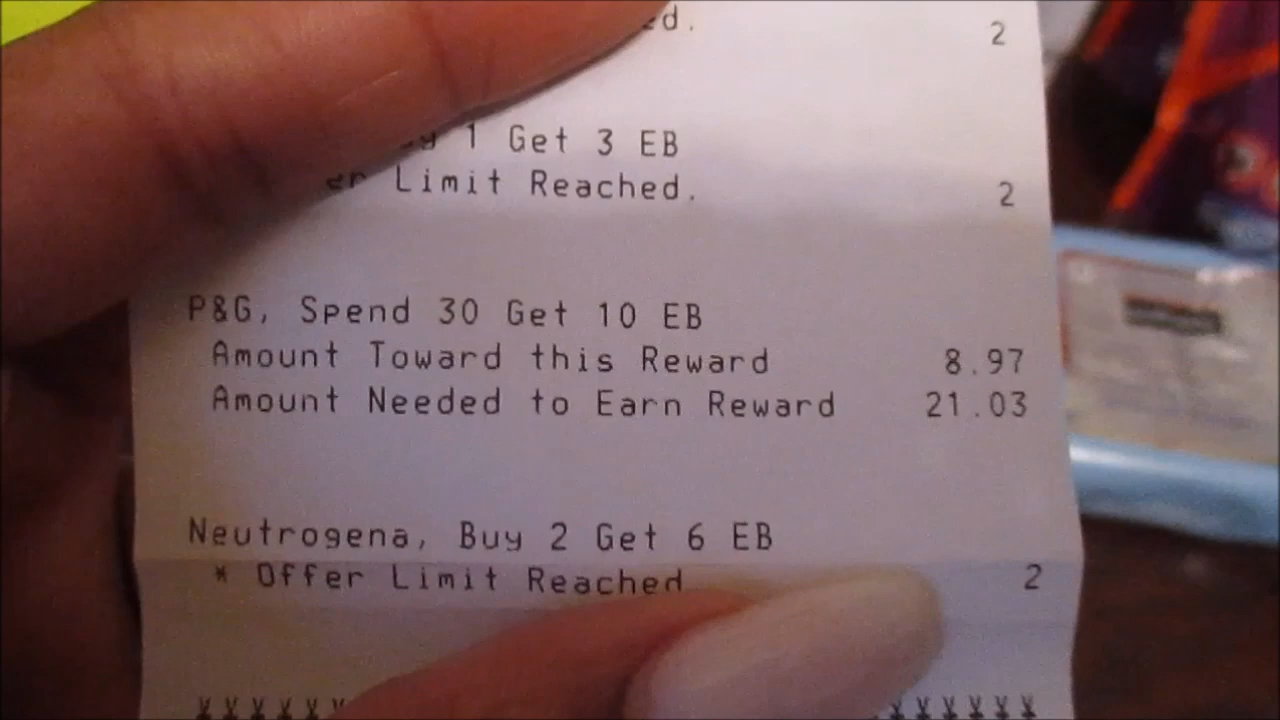 2
1 Get 3 EB
Limit Reached. 2
P&G, Spend 30 Get 10 EB
Amount Toward this Reward 8.97
Amount Needed to Earn Reward 21.03
Neutrogena, Buy 2 Get 6 EB
* Offer Limit Reached 2